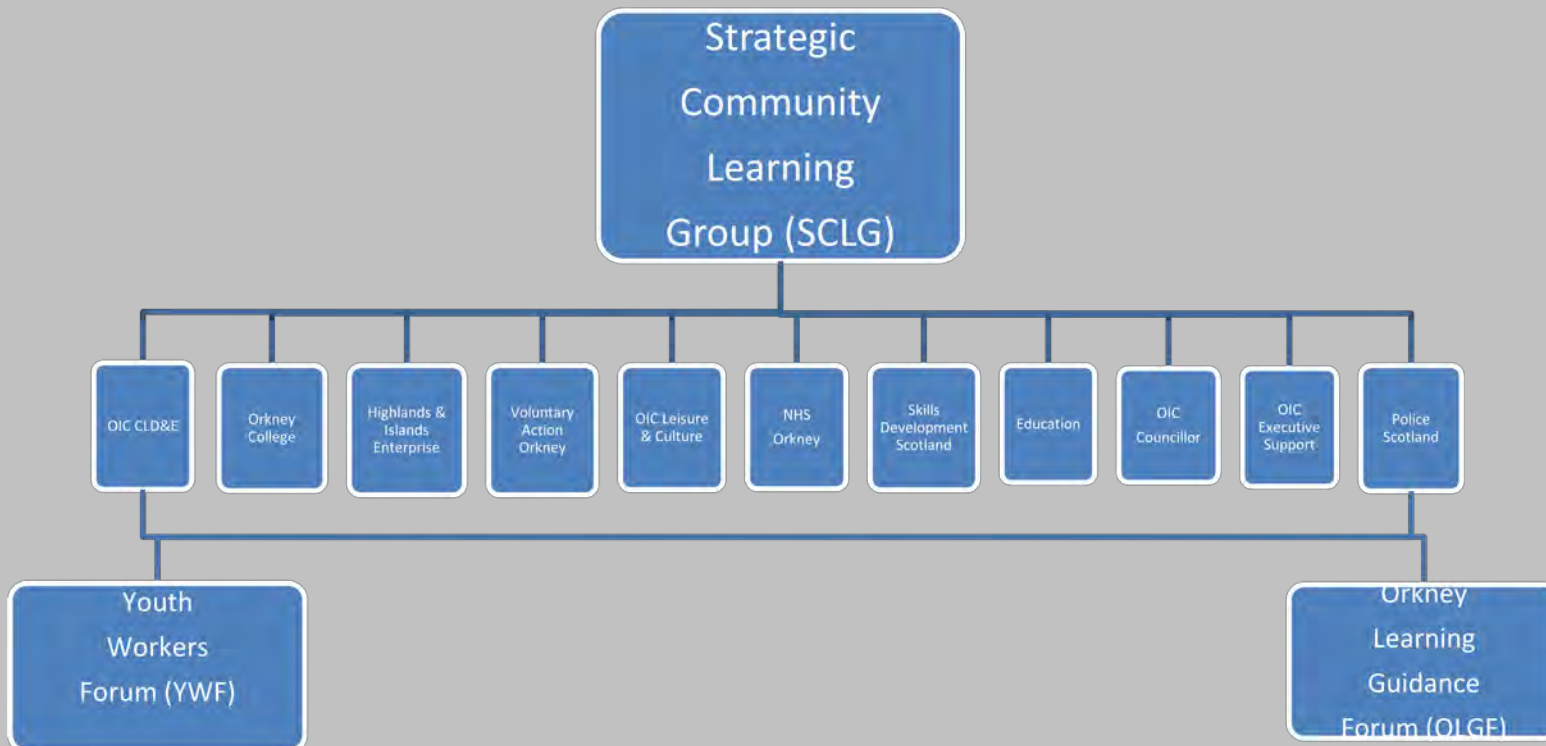 Strategic
Community
Learning
Group (SCLG)
OIC CLD&E
Orkney
College
Highlands &
Islands
Enterprise
Voluntary
Action
Orkney
OIC Leisure
& Culture
NHS
Orkney
Skills
Development
Scotland
Education
OIC
Councillor
OIC
Executive
Support
Police
Scotland
Youth
Workers
Forum (YWF)
Orkney
Learning
Guidance
Forum (OLGF)